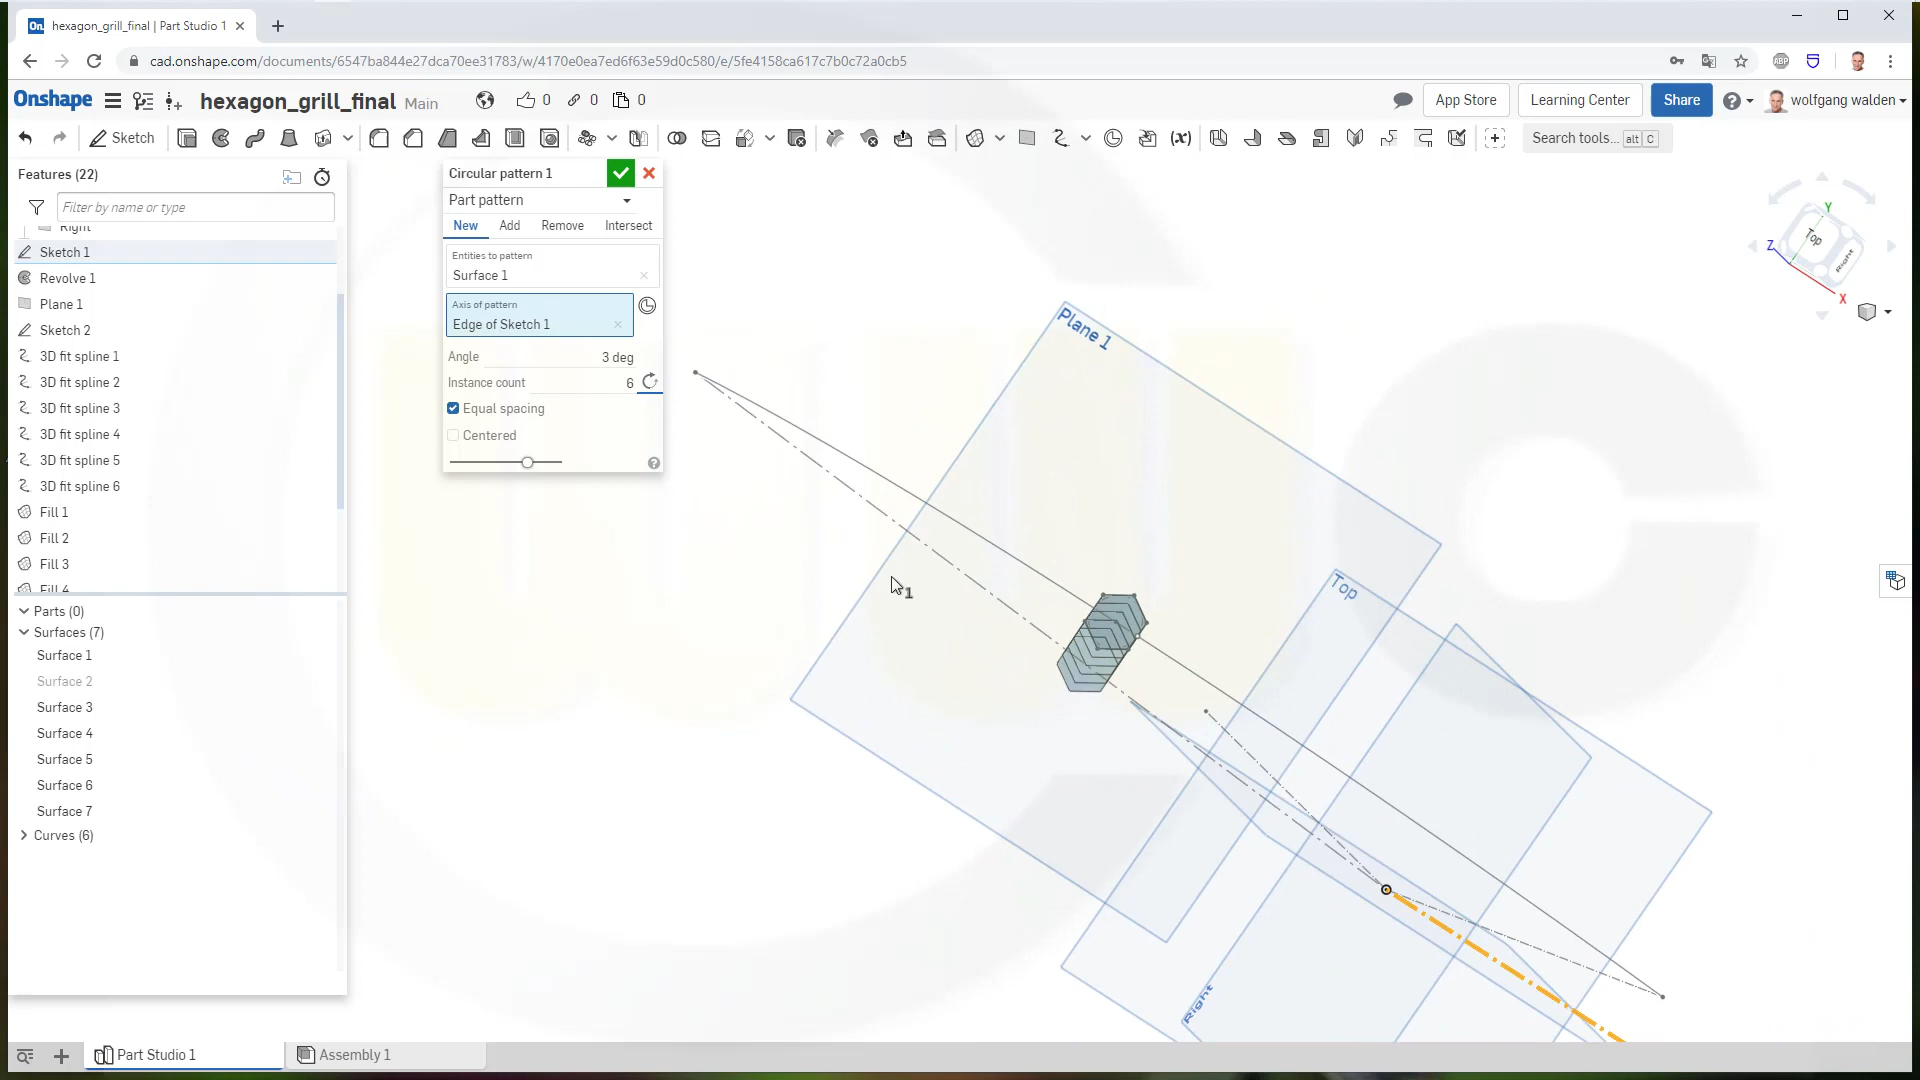 On hexagon_grill_final | Part Studio 1
cad.onshape.com/documents/6547ba844e27dca70ee31783/w/4170e0ea7ed6f63e59d0c580/e/5fe4158ca617c7b0c72a0cb5
ABP
Onshape hexagon_grill_final Main 0 0 0 App Store Learning Center Share wolfgang walden
Sketch (x) Search tools... alt C
Features (22)
Filter by name or type
Right
Sketch 1
Revolve 1
Plane 1
Sketch 2
3D fit spline 1
3D fit spline 2
3D fit spline 3
3D fit spline 4
3D fit spline 5
3D fit spline 6
Fill 1
Fill 2
Fill 3
Fill 4
Parts (0)
Surfaces (7)
Surface 1
Surface 2
Surface 3
Surface 4
Surface 5
Surface 6
Surface 7
Curves (6)
Circular pattern 1
Part pattern
New Add Remove Intersect
Entities to pattern
Surface 1
Axis of pattern
Edge of Sketch 1
Angle 3 deg
Instance count 6
Equal spacing
Centered
Plane 1
Top
Right
1
Y
Z
X
Top
Right
Part Studio 1 Assembly 1